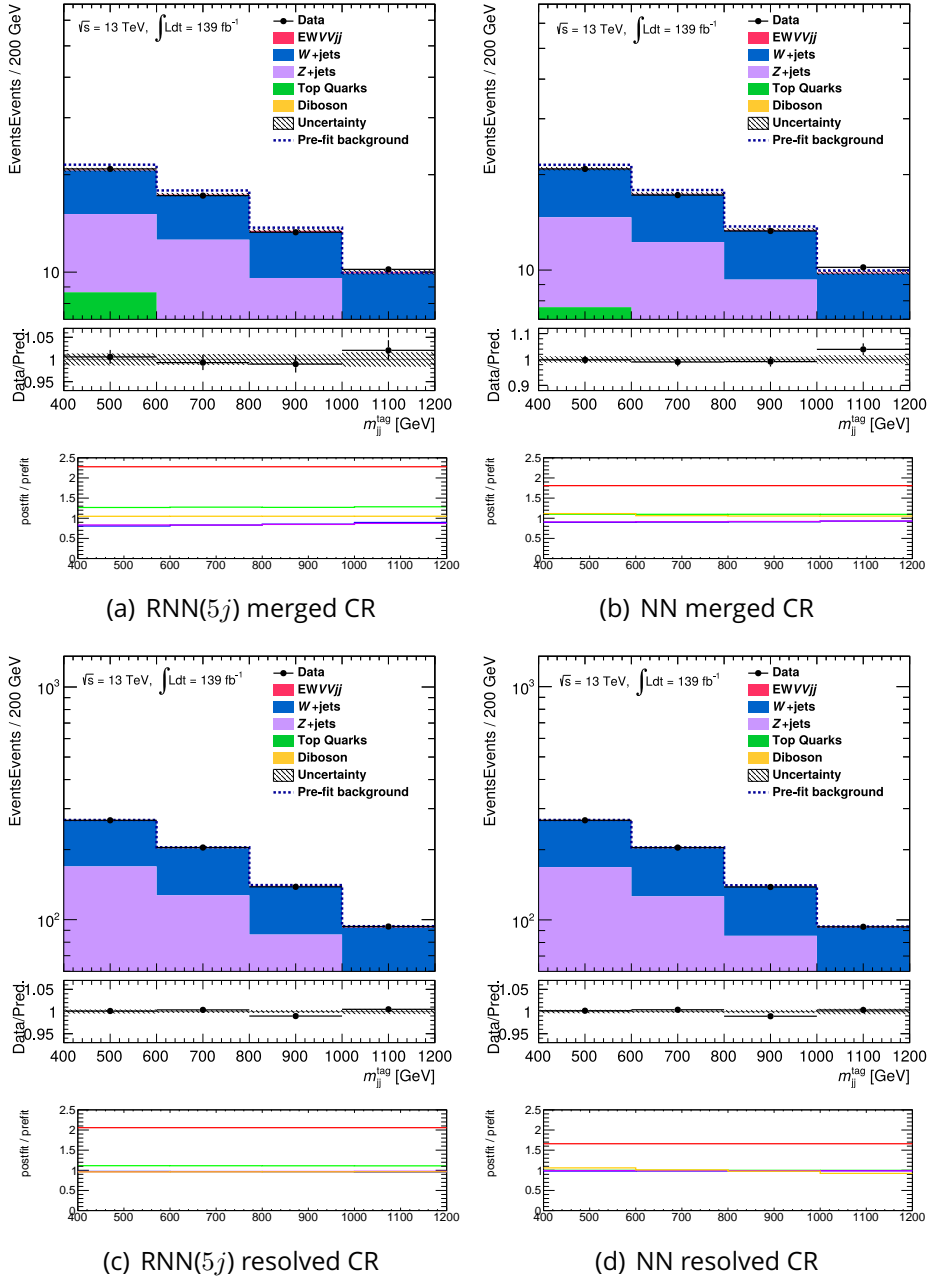 √s = 13 TeV, ∫Ldt = 139 fb⁻¹
Data
EWVVjj
W+jets
Z+jets
Top Quarks
Diboson
Uncertainty
Pre-fit background
EventsEvents / 200 GeV
10
Data/Pred.
1.05
1
0.95
400 500 600 700 800 900 1000 1100 1200
m_jj^tag [GeV]
postfit / prefit
2.5
2
1.5
1
0.5
0
400 500 600 700 800 900 1000 1100 1200
(a) RNN(5j) merged CR
√s = 13 TeV, ∫Ldt = 139 fb⁻¹
Data
EWVVjj
W+jets
Z+jets
Top Quarks
Diboson
Uncertainty
Pre-fit background
EventsEvents / 200 GeV
10
Data/Pred.
1.1
1
0.9
400 500 600 700 800 900 1000 1100 1200
m_jj^tag [GeV]
postfit / prefit
2.5
2
1.5
1
0.5
0
400 500 600 700 800 900 1000 1100 1200
(b) NN merged CR
√s = 13 TeV, ∫Ldt = 139 fb⁻¹
Data
EWVVjj
W+jets
Z+jets
Top Quarks
Diboson
Uncertainty
Pre-fit background
EventsEvents / 200 GeV
10³
10²
Data/Pred.
1.05
1
0.95
400 500 600 700 800 900 1000 1100 1200
m_jj^tag [GeV]
postfit / prefit
2.5
2
1.5
1
0.5
0
400 500 600 700 800 900 1000 1100 1200
(c) RNN(5j) resolved CR
√s = 13 TeV, ∫Ldt = 139 fb⁻¹
Data
EWVVjj
W+jets
Z+jets
Top Quarks
Diboson
Uncertainty
Pre-fit background
EventsEvents / 200 GeV
10³
10²
Data/Pred.
1.05
1
0.95
400 500 600 700 800 900 1000 1100 1200
m_jj^tag [GeV]
postfit / prefit
2.5
2
1.5
1
0.5
0
400 500 600 700 800 900 1000 1100 1200
(d) NN resolved CR